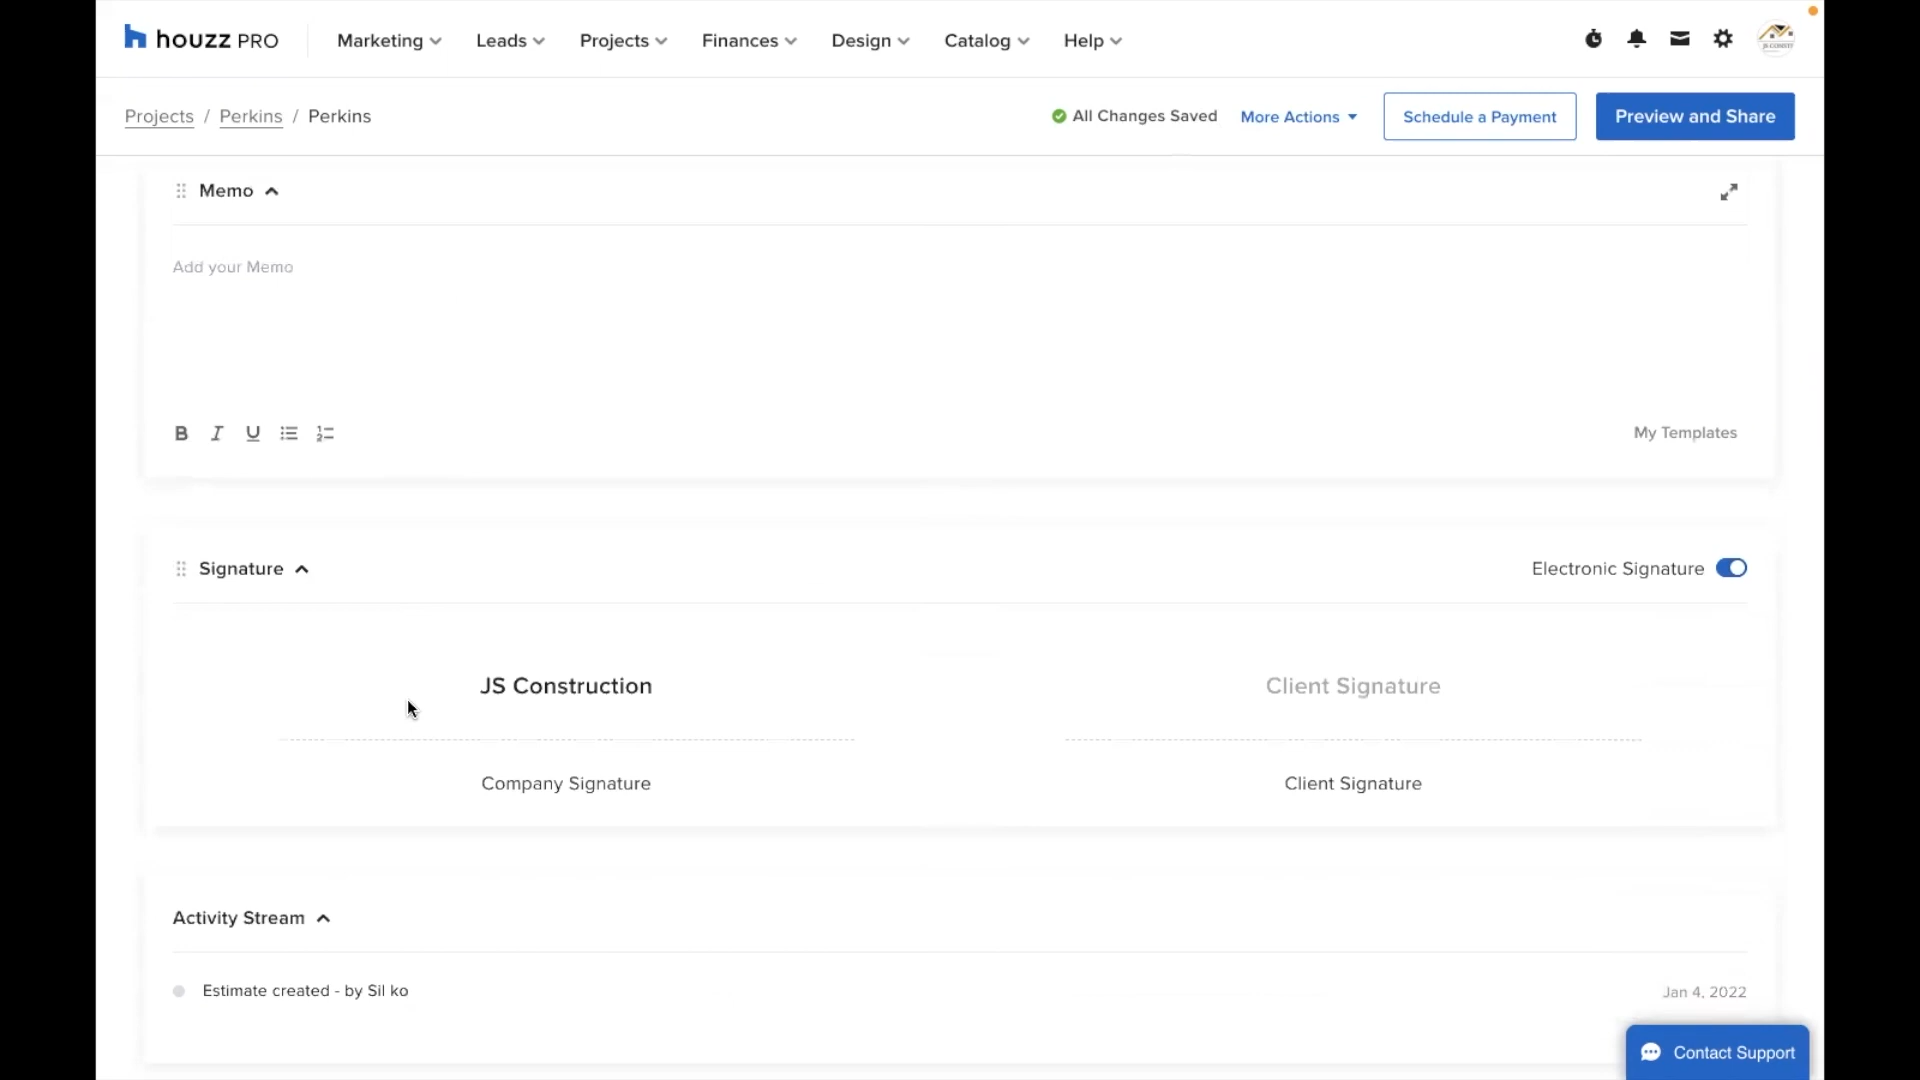 houzz PRO
Marketing
Leads
Projects
Finances
Design
Catalog
Help
Projects / Perkins / Perkins
All Changes Saved
More Actions
Schedule a Payment
Preview and Share
Memo
Add your Memo
B I U
My Templates
Signature
Electronic Signature
JS Construction
Client Signature
Company Signature
Client Signature
Activity Stream
Estimate created - by Sil ko
Jan 4, 2022
Contact Support